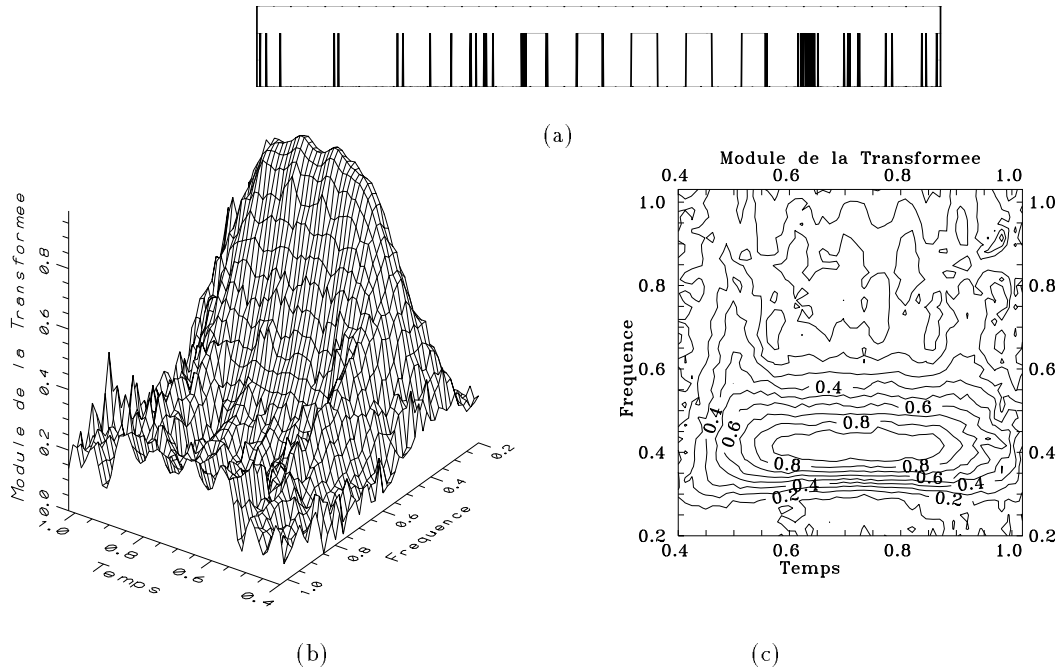 (a)
Module de la Transformee
0.0 0.2 0.4 0.6 0.8
1.0 0.8 0.6 0.4
Temps
1.0 0.8 0.6 0.4 0.2
Frequence
(b)
Module de la Transformee
0.4 0.6 0.8 1.0
1.0 1.0
0.8 0.8
0.6 0.6
0.4 0.4
0.2 0.2
Frequence
0.4
0.6
0.8
0.4
0.6
0.8 0.8
0.6
0.4 0.4
0.2 0.2
0.4 0.6 0.8 1.0
Temps
(c)